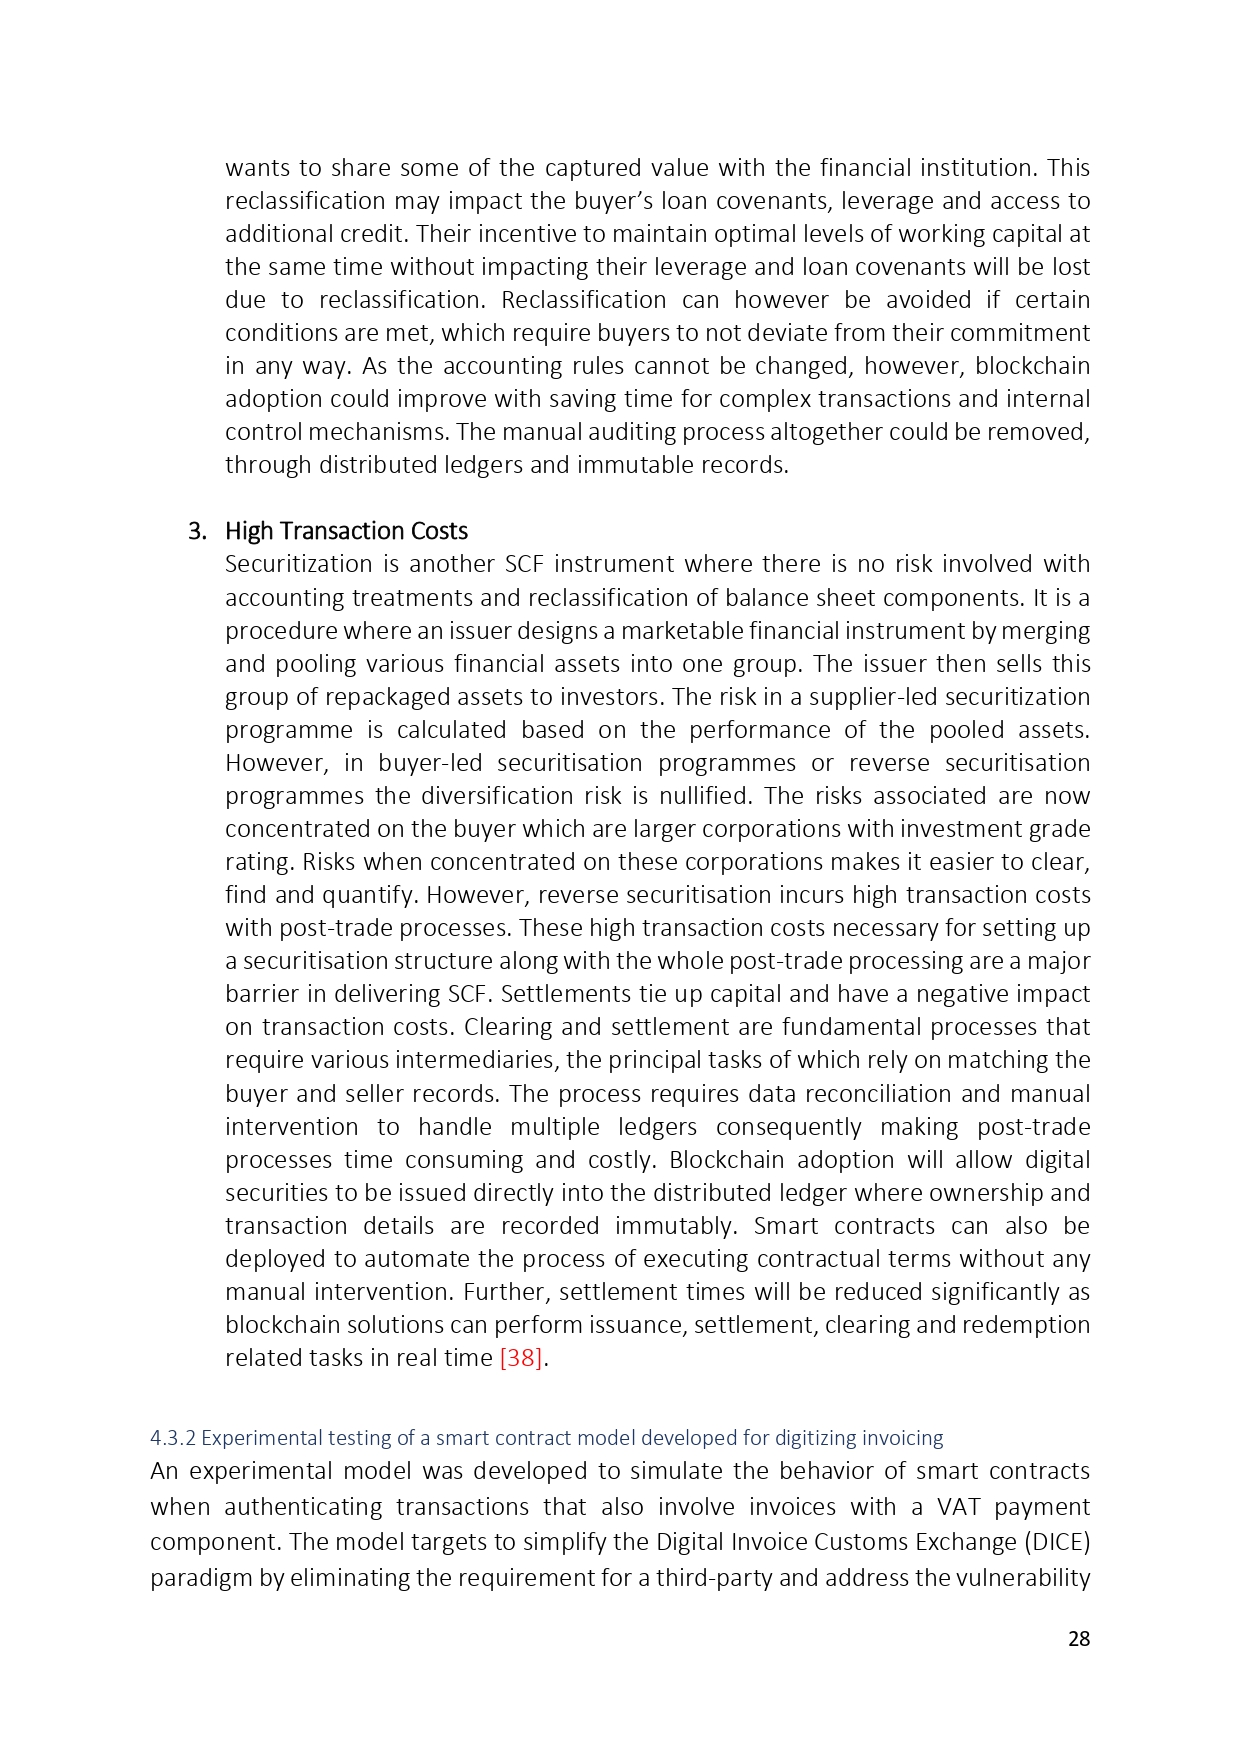 wants to share some of the captured value with the financial institution. This
reclassification may impact the buyer’s loan covenants, leverage and access to
additional credit. Their incentive to maintain optimal levels of working capital at
the same time without impacting their leverage and loan covenants will be lost
due to reclassification. Reclassification can however be avoided if certain
conditions are met, which require buyers to not deviate from their commitment
in any way. As the accounting rules cannot be changed, however, blockchain
adoption could improve with saving time for complex transactions and internal
control mechanisms. The manual auditing process altogether could be removed,
through distributed ledgers and immutable records.
3. High Transaction Costs
Securitization is another SCF instrument where there is no risk involved with
accounting treatments and reclassification of balance sheet components. It is a
procedure where an issuer designs a marketable financial instrument by merging
and pooling various financial assets into one group. The issuer then sells this
group of repackaged assets to investors. The risk in a supplier-led securitization
programme is calculated based on the performance of the pooled assets.
However, in buyer-led securitisation programmes or reverse securitisation
programmes the diversification risk is nullified. The risks associated are now
concentrated on the buyer which are larger corporations with investment grade
rating. Risks when concentrated on these corporations makes it easier to clear,
find and quantify. However, reverse securitisation incurs high transaction costs
with post-trade processes. These high transaction costs necessary for setting up
a securitisation structure along with the whole post-trade processing are a major
barrier in delivering SCF. Settlements tie up capital and have a negative impact
on transaction costs. Clearing and settlement are fundamental processes that
require various intermediaries, the principal tasks of which rely on matching the
buyer and seller records. The process requires data reconciliation and manual
intervention to handle multiple ledgers consequently making post-trade
processes time consuming and costly. Blockchain adoption will allow digital
securities to be issued directly into the distributed ledger where ownership and
transaction details are recorded immutably. Smart contracts can also be
deployed to automate the process of executing contractual terms without any
manual intervention. Further, settlement times will be reduced significantly as
blockchain solutions can perform issuance, settlement, clearing and redemption
related tasks in real time [38].
4.3.2 Experimental testing of a smart contract model developed for digitizing invoicing
An experimental model was developed to simulate the behavior of smart contracts
when authenticating transactions that also involve invoices with a VAT payment
component. The model targets to simplify the Digital Invoice Customs Exchange (DICE)
paradigm by eliminating the requirement for a third-party and address the vulnerability
28